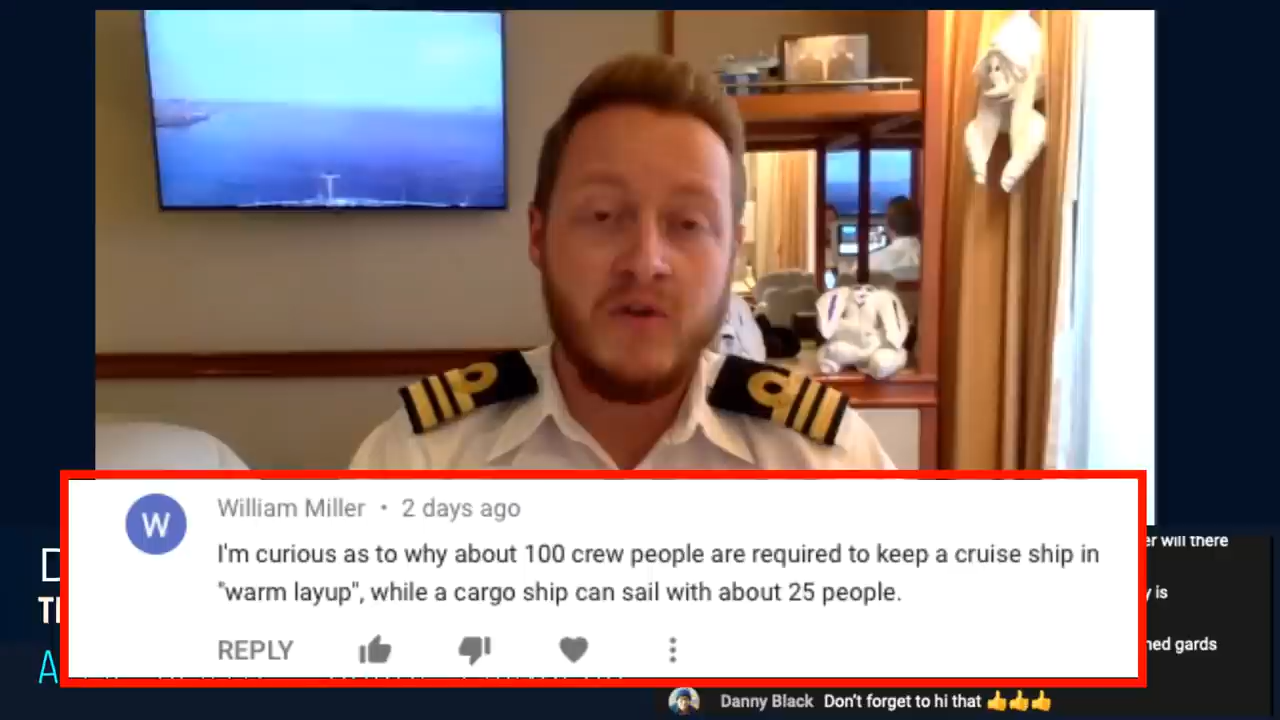 W
William Miller • 2 days ago
I'm curious as to why about 100 crew people are required to keep a cruise ship in
"warm layup", while a cargo ship can sail with about 25 people.
REPLY
er will there
is
ned gards
Danny Black Don't forget to hi that 👍👍👍